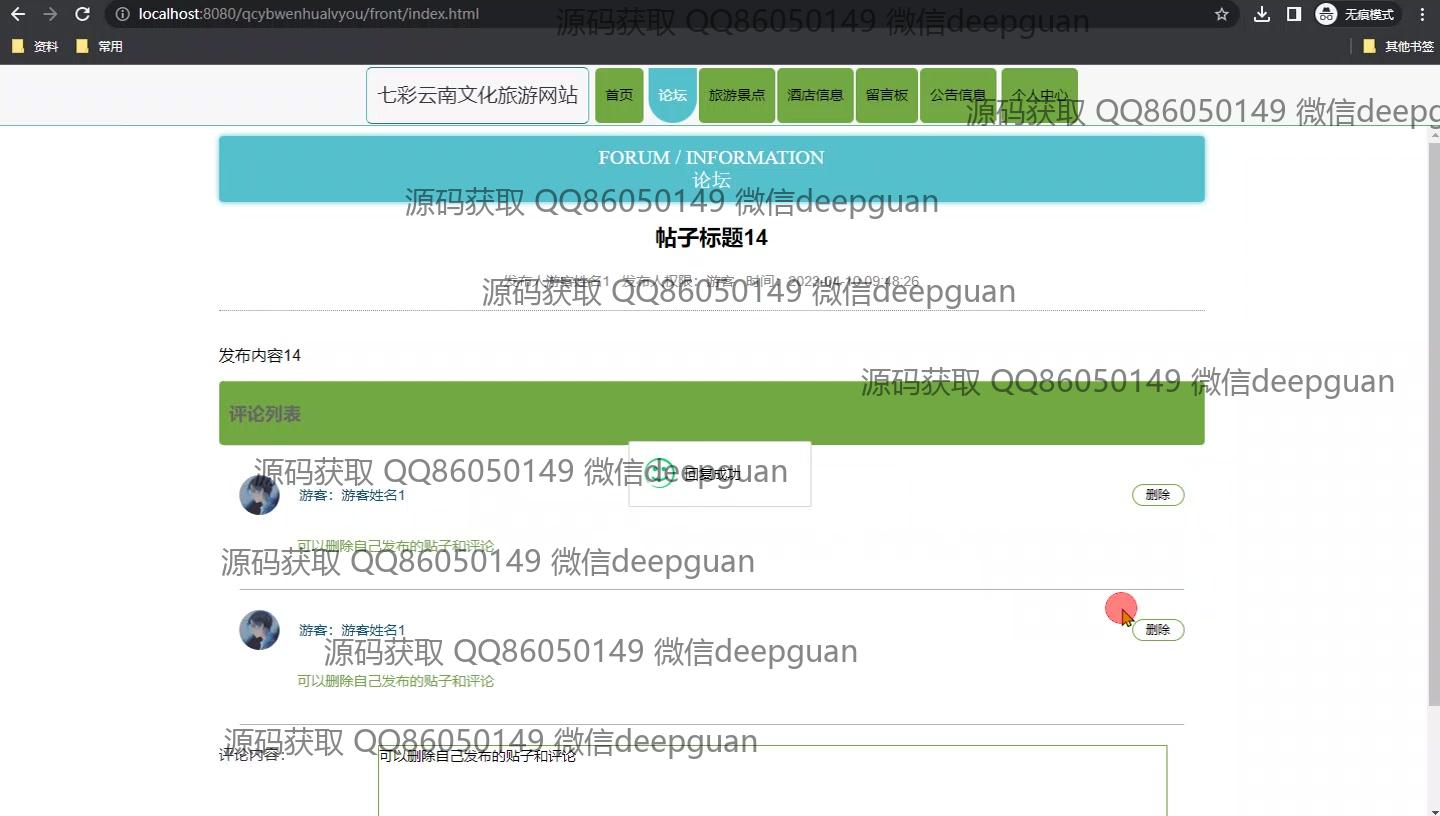 localhost:8080/qcybwenhualvyou/front/index.html
无痕模式
资料
常用
其他书签
源码获取 QQ86050149 微信deepguan
七彩云南文化旅游网站
首页
论坛
旅游景点
酒店信息
留言板
公告信息
个人中心
源码获取 QQ86050149 微信deepg
FORUM / INFORMATION
论坛
源码获取 QQ86050149 微信deepguan
帖子标题14
发布人游客姓名1 发布人权限：游客 时间：2023-04-10 09:48:26
源码获取 QQ86050149 微信deepguan
发布内容14
源码获取 QQ86050149 微信deepguan
评论列表
回复成功
源码获取 QQ86050149 微信deepguan
游客：游客姓名1
删除
可以删除自己发布的贴子和评论
源码获取 QQ86050149 微信deepguan
游客：游客姓名1
删除
源码获取 QQ86050149 微信deepguan
可以删除自己发布的贴子和评论
源码获取 QQ86050149 微信deepguan
评论内容：
可以删除自己发布的贴子和评论